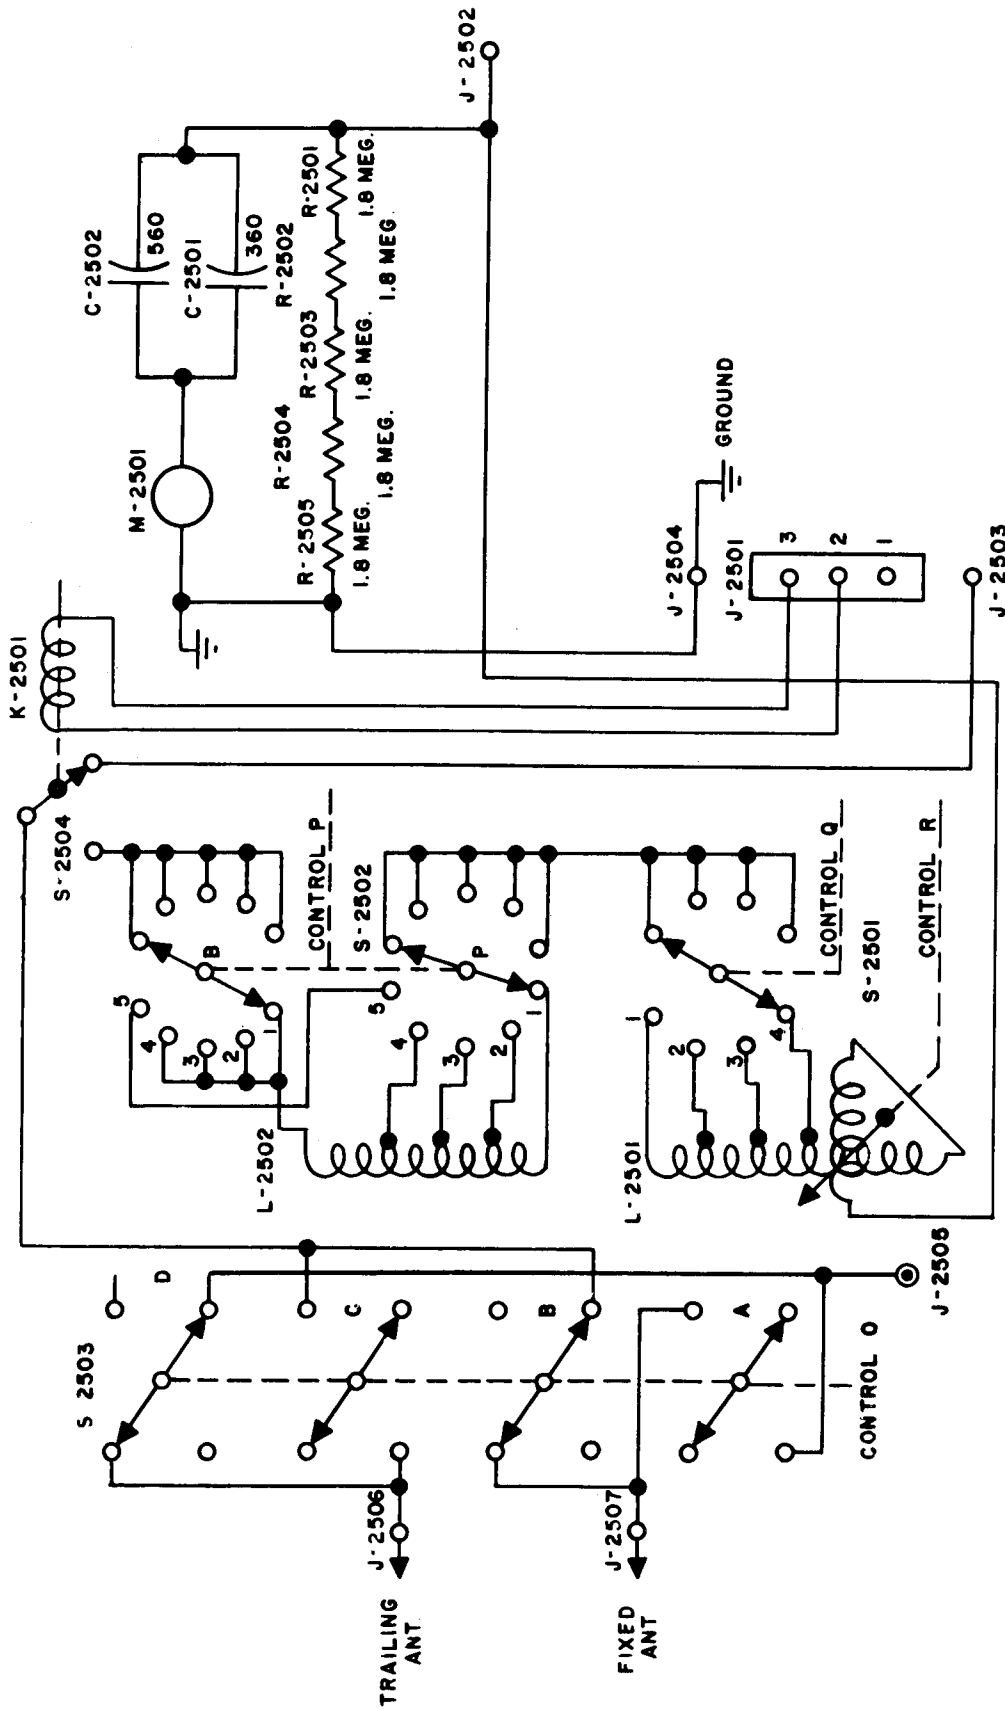 TRAILING
ANT.
J-2506
FIXED
ANT
J-2507
S 2503
D
C
B
A
CONTROL O
J-2505
L-2502
L-2501
5
4
3
2
1
B
S-2504
CONTROL P
S-2502
5
4
3
2
1
P
1
2
3
4
CONTROL Q
S-2501
CONTROL R
K-2501
M-2501
C-2502
560
C-2501
360
R-2505
1.8 MEG.
R-2504
1.8 MEG.
R-2503
1.8 MEG.
R-2502
1.8 MEG.
R-2501
1.8 MEG.
J-2502
J-2504
GROUND
J-2501
3
2
1
J-2503